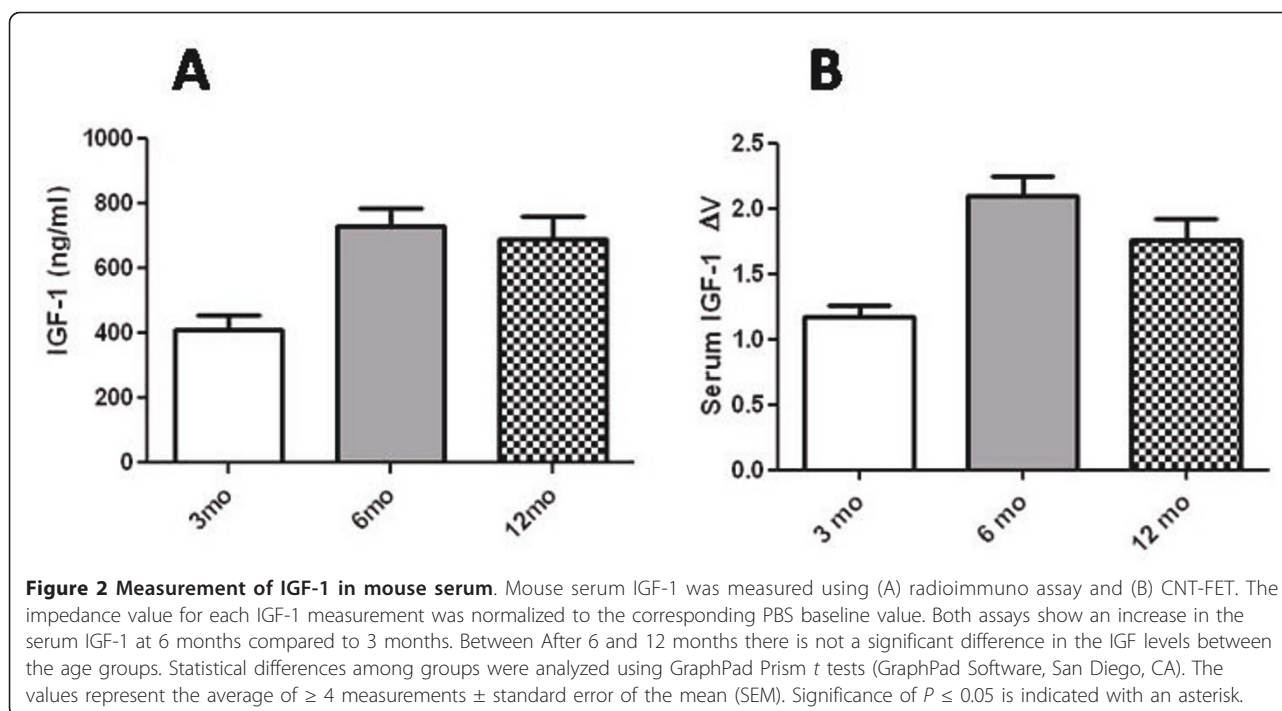 A
B
1000
800
600
400
200
0
IGF-1 (ng/ml)
3mo
6mo
12mo
2.5
2.0
1.5
1.0
0.5
0.0
Serum IGF-1 ΔV
3 mo
6 mo
12 mo
Figure 2 Measurement of IGF-1 in mouse serum. Mouse serum IGF-1 was measured using (A) radioimmuno assay and (B) CNT-FET. The
impedance value for each IGF-1 measurement was normalized to the corresponding PBS baseline value. Both assays show an increase in the
serum IGF-1 at 6 months compared to 3 months. Between After 6 and 12 months there is not a significant difference in the IGF levels between
the age groups. Statistical differences among groups were analyzed using GraphPad Prism t tests (GraphPad Software, San Diego, CA). The
values represent the average of ≥ 4 measurements ± standard error of the mean (SEM). Significance of P ≤ 0.05 is indicated with an asterisk.